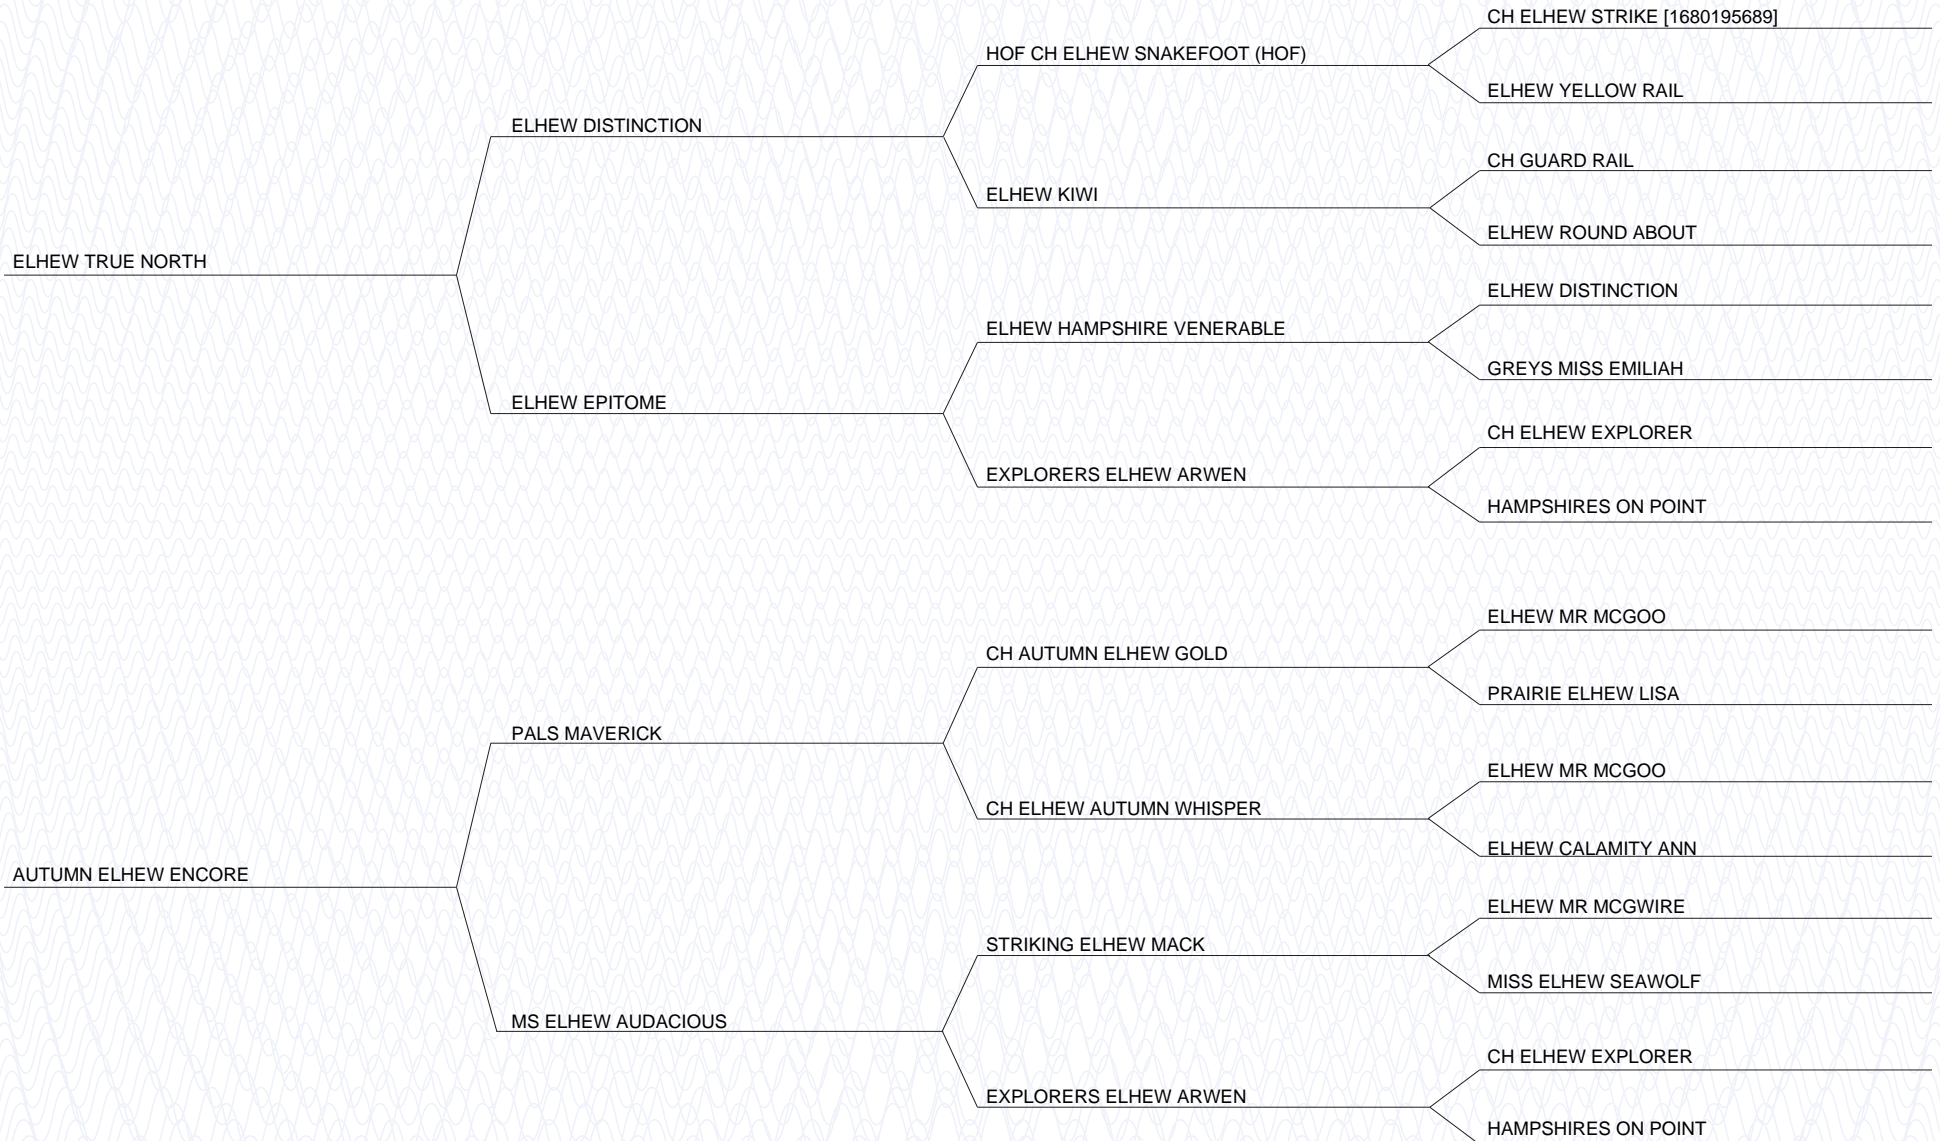 CH ELHEW STRIKE [1680195689]
HOF CH ELHEW SNAKEFOOT (HOF)
ELHEW YELLOW RAIL
ELHEW DISTINCTION
CH GUARD RAIL
ELHEW KIWI
ELHEW ROUND ABOUT
ELHEW TRUE NORTH
ELHEW DISTINCTION
ELHEW HAMPSHIRE VENERABLE
GREYS MISS EMILIAH
ELHEW EPITOME
CH ELHEW EXPLORER
EXPLORERS ELHEW ARWEN
HAMPSHIRES ON POINT
ELHEW MR MCGOO
CH AUTUMN ELHEW GOLD
PRAIRIE ELHEW LISA
PALS MAVERICK
ELHEW MR MCGOO
CH ELHEW AUTUMN WHISPER
ELHEW CALAMITY ANN
AUTUMN ELHEW ENCORE
ELHEW MR MCGWIRE
STRIKING ELHEW MACK
MISS ELHEW SEAWOLF
MS ELHEW AUDACIOUS
CH ELHEW EXPLORER
EXPLORERS ELHEW ARWEN
HAMPSHIRES ON POINT